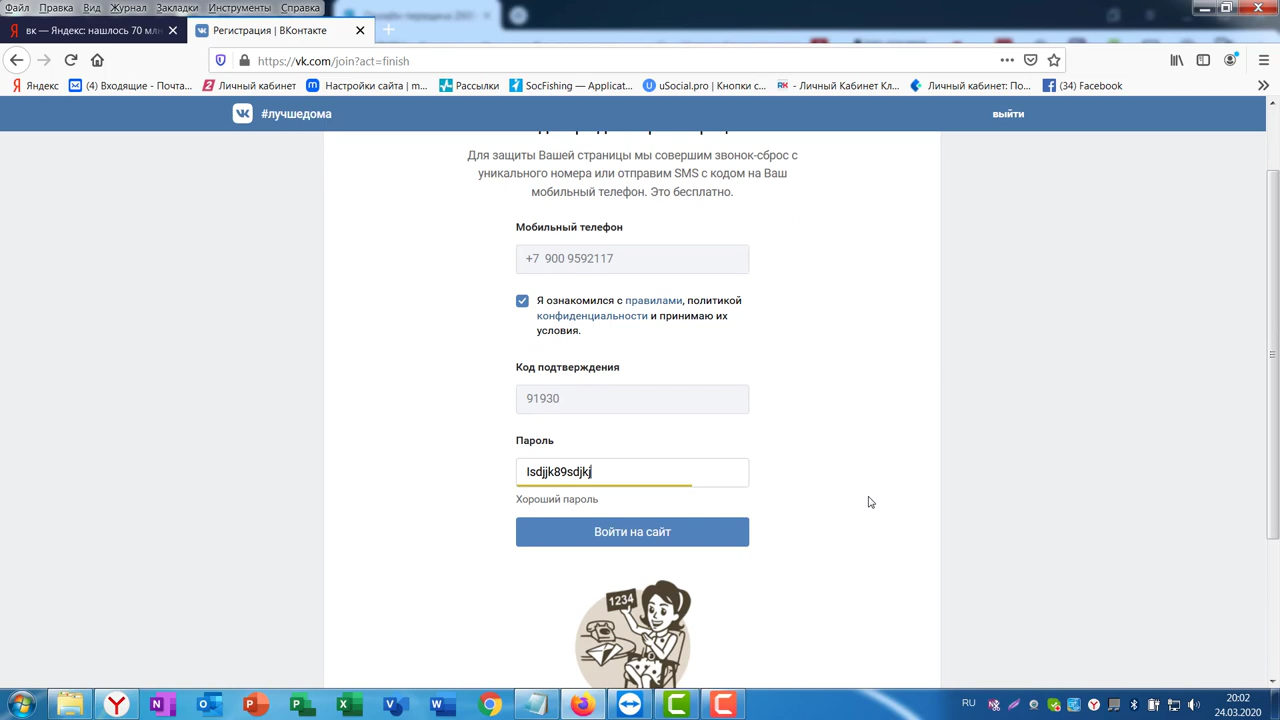 Файл Правка Вид Журнал Закладки Инструменты Справка
вк — Яндекс: нашлось 70 млн
Регистрация | ВКонтакте
https://vk.com/join?act=finish
Яндекс
(4) Входящие - Почта...
Личный кабинет
Настройки сайта | m...
Рассылки
SocFishing — Applicat...
uSocial.pro | Кнопки с...
- Личный Кабинет Кл...
Личный кабинет: По...
(34) Facebook
#лучшедома
выйти
Для защиты Вашей страницы мы совершим звонок-сброс с
уникального номера или отправим SMS с кодом на Ваш
мобильный телефон. Это бесплатно.
Мобильный телефон
+7 900 9592117
Я ознакомился с правилами, политикой
конфиденциальности и принимаю их
условия.
Код подтверждения
91930
Пароль
Isdjjk89sdjkj
Хороший пароль
Войти на сайт
1234
RU
20:02
24.03.2020